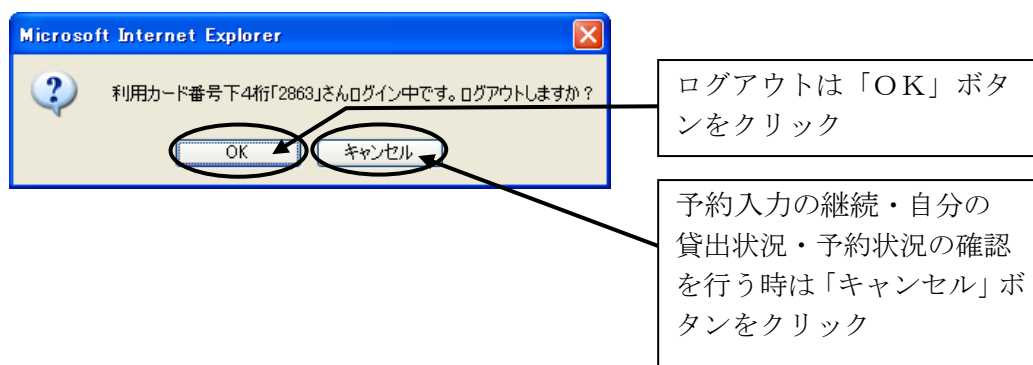 Microsoft Internet Explorer
利用カード番号下4桁「2863」さんログイン中です。ログアウトしますか？
OK
キャンセル
ログアウトは「ＯＫ」ボタ
ンをクリック
予約入力の継続・自分の
貸出状況・予約状況の確認
を行う時は「キャンセル」ボ
タンをクリック